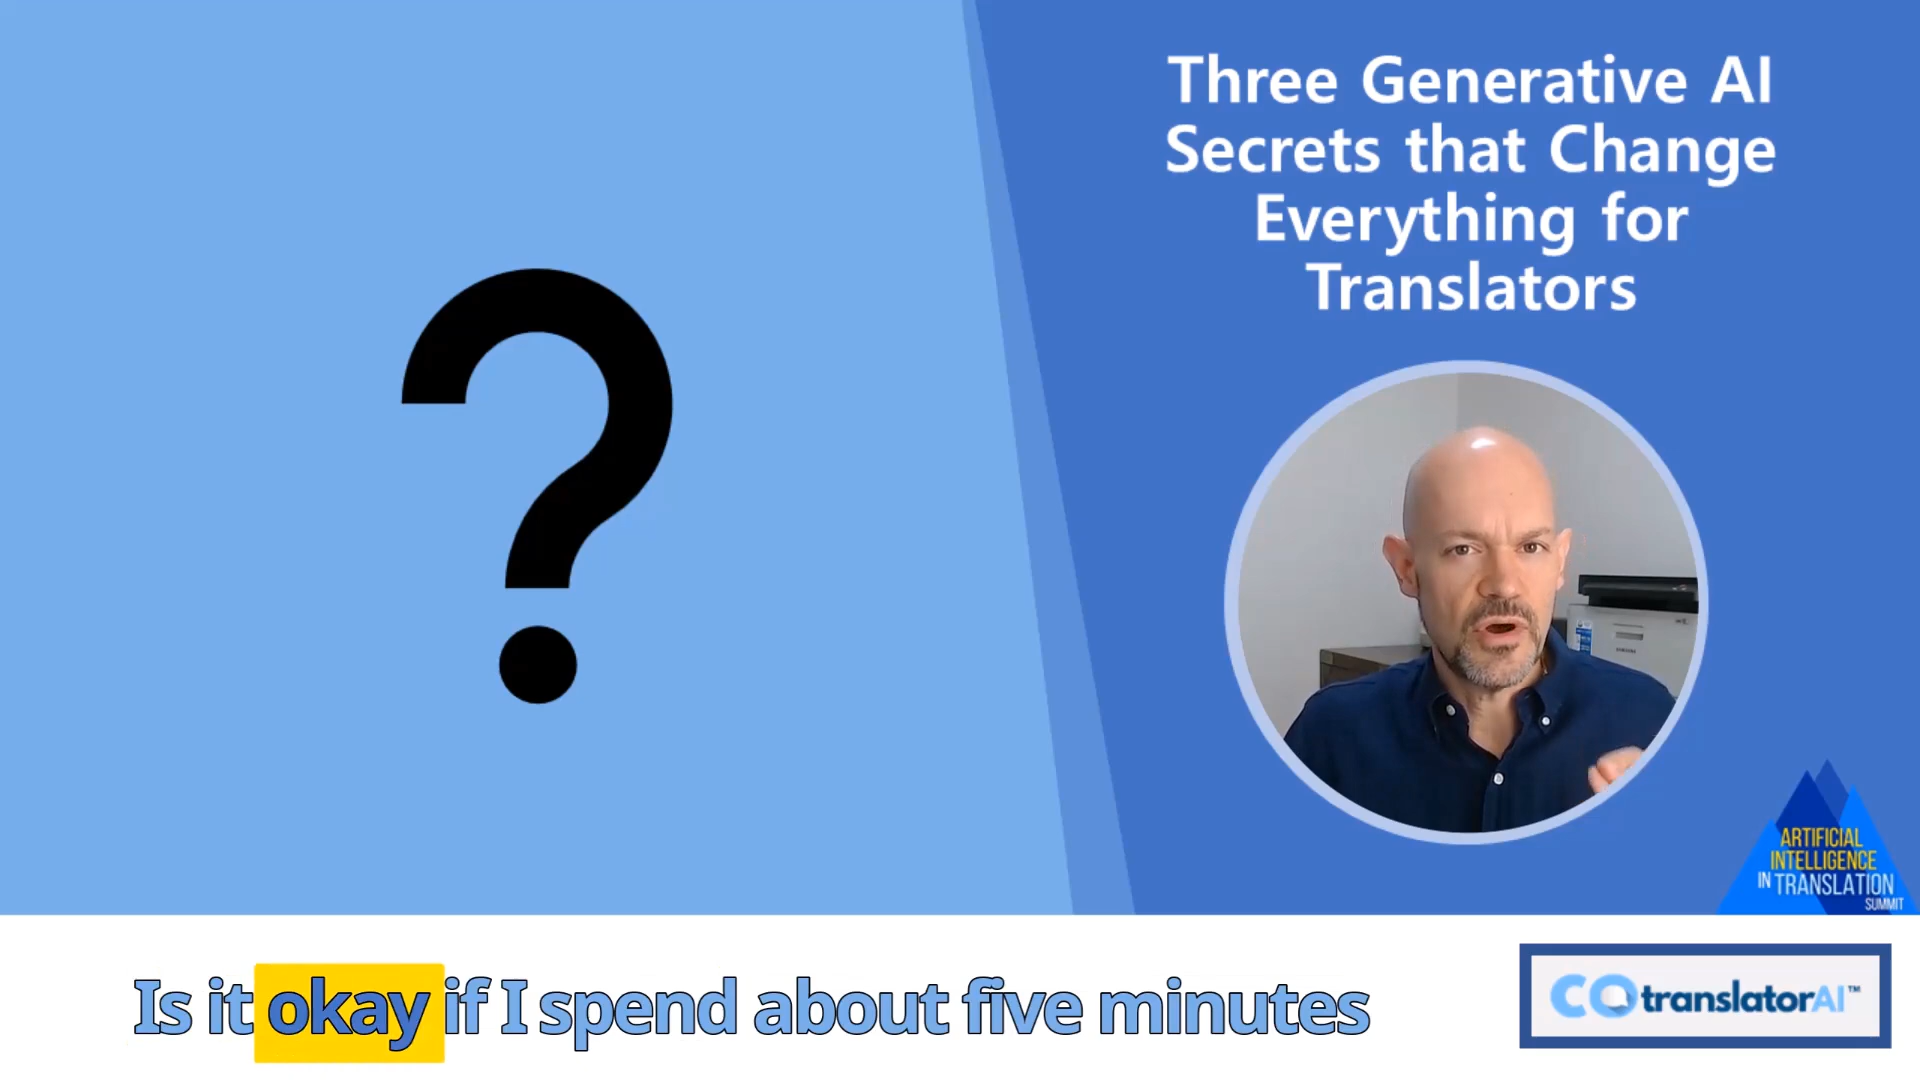 Three Generative AI
Secrets that Change
Everything for
Translators
SAMSUNG
ARTIFICIAL
INTELLIGENCE
IN TRANSLATION
SUMMIT
Is it okay if I spend about five minutes
COtranslatorAI™